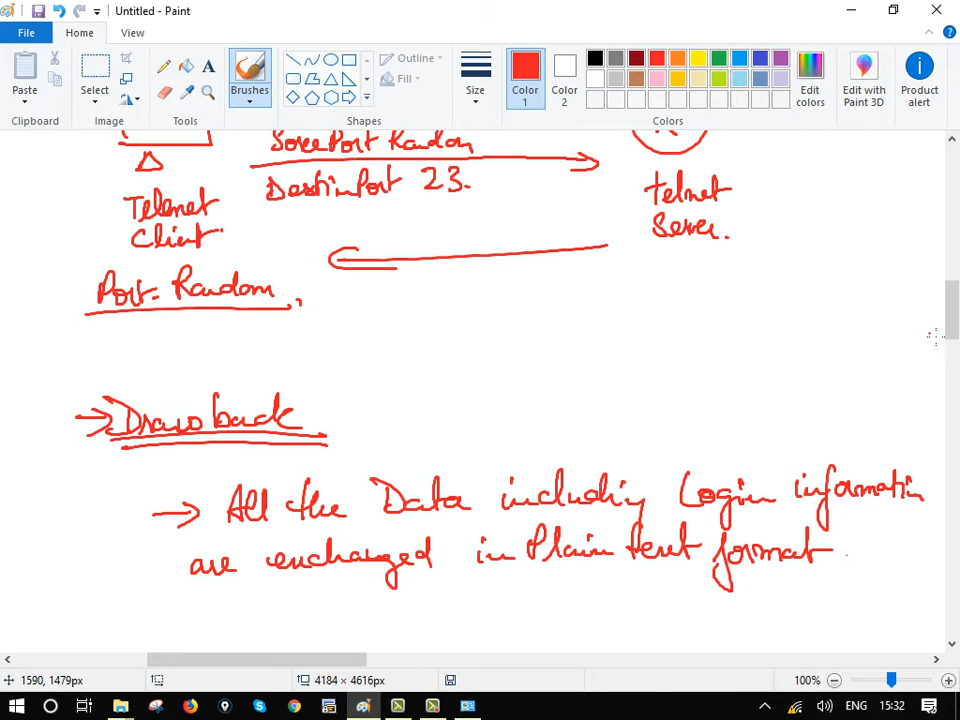 Untitled - Paint
File Home View
Paste
Select
Brushes
Outline
Fill
Size
Color 1
Color 2
Edit colors
Edit with Paint 3D
Product alert
Clipboard Image Tools Shapes Colors
Sorce Port Random
Destin Port 23.
Telenet Client
telnet Server.
Port- Random
→ Drawback
→ All the Data including Login information
are exchanged in Plain text format
1590, 1479px 4184 × 4616px 100%
ENG 15:32